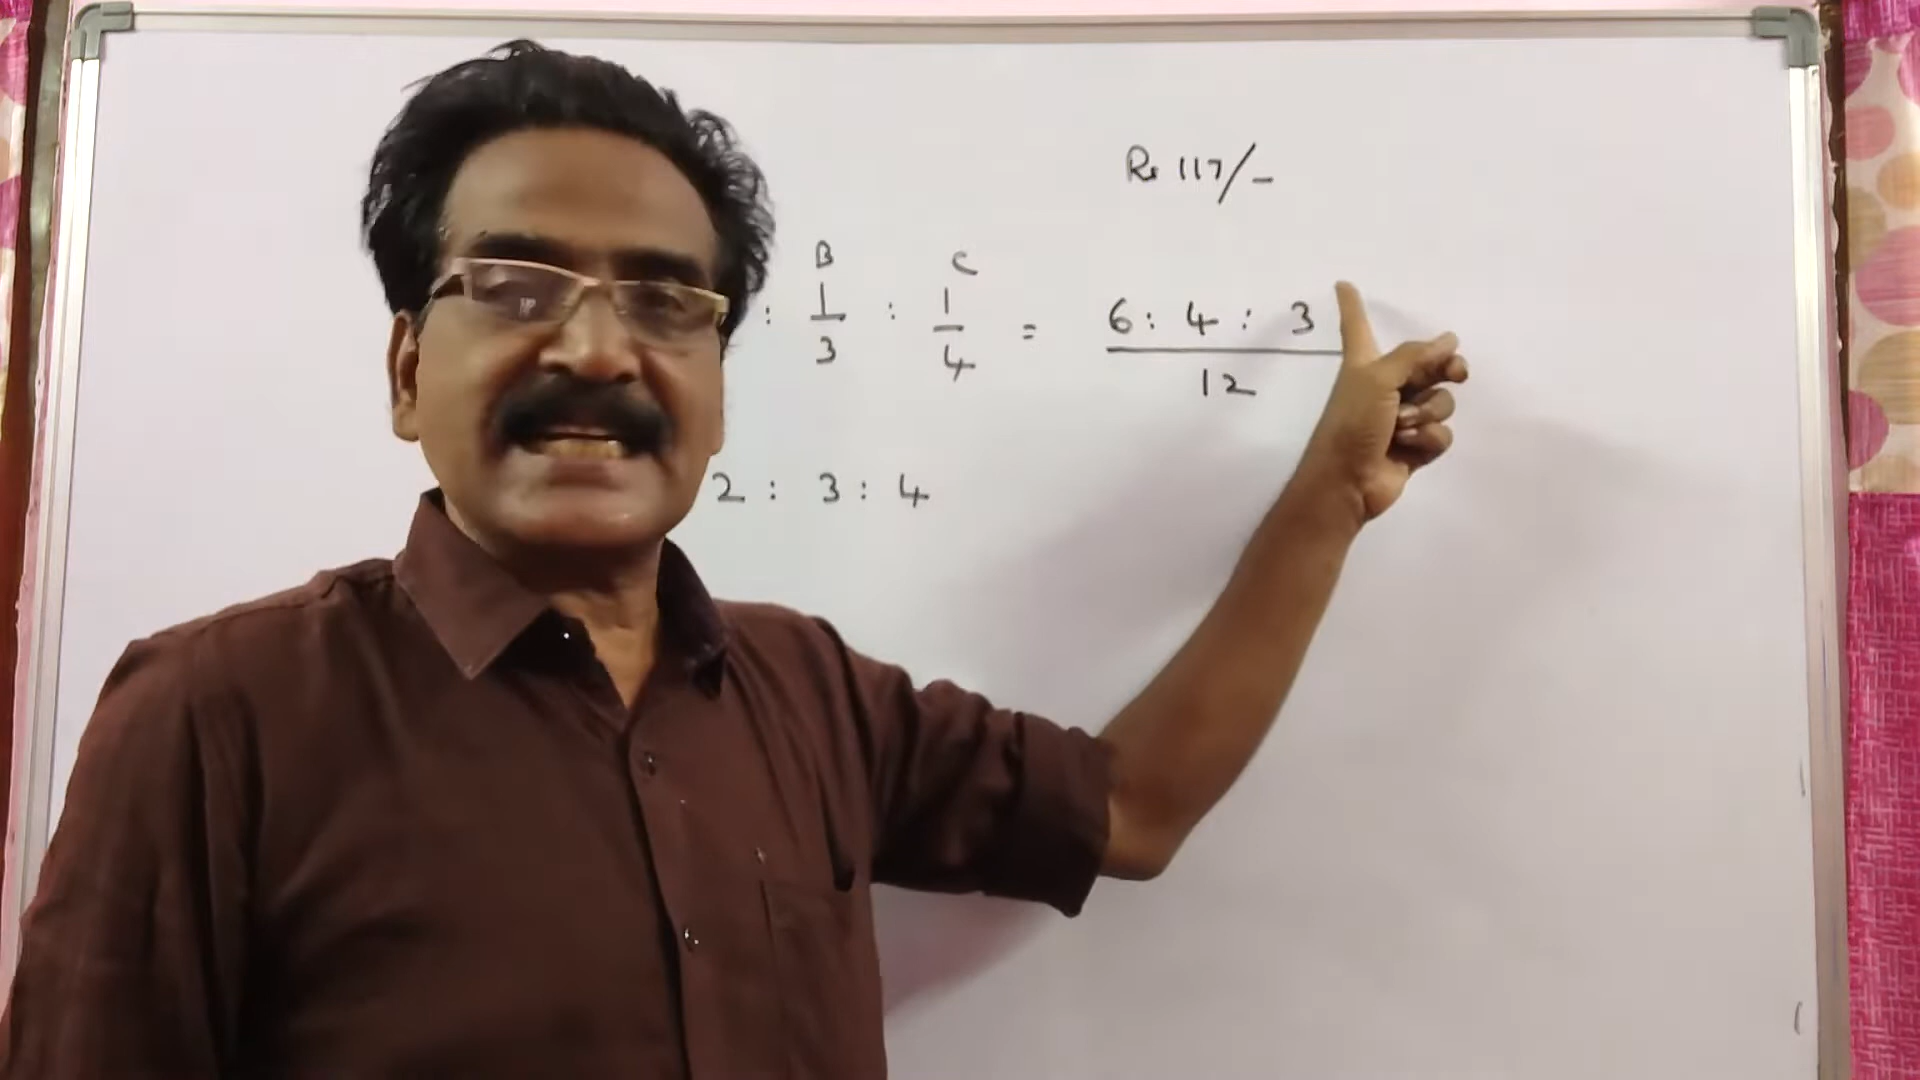 Rs 117/-
B C
: 1/3 : 1/4 = 6 : 4 : 3 / 12
2 : 3 : 4